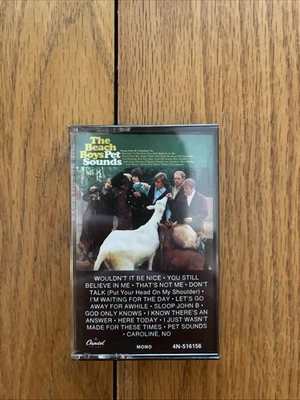 The
Beach
Boys Pet
Sounds
WOULDN'T IT BE NICE • YOU STILL
BELIEVE IN ME • THAT'S NOT ME • DON'T
TALK (Put Your Head On My Shoulder) •
I'M WAITING FOR THE DAY • LET'S GO
AWAY FOR AWHILE • SLOOP JOHN B •
GOD ONLY KNOWS • I KNOW THERE'S AN
ANSWER • HERE TODAY • I JUST WASN'T
MADE FOR THESE TIMES • PET SOUNDS
• CAROLINE, NO
Capitol MONO 4N-516156